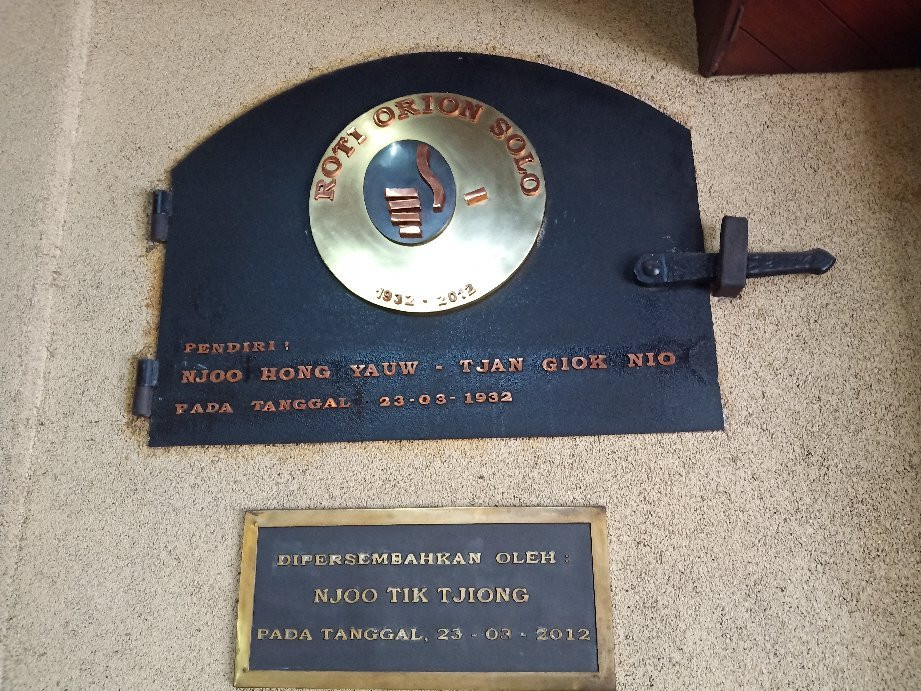 ROTI ORION SOLO
1932 - 2012
PENDIRI :
NJOO HONG YAUW - TJAN GIOK NIO
PADA TANGGAL . 23-03-1932
DIPERSEMBAHKAN OLEH :
NJOO TIK TJIONG
PADA TANGGAL, 23 - 03 - 2012